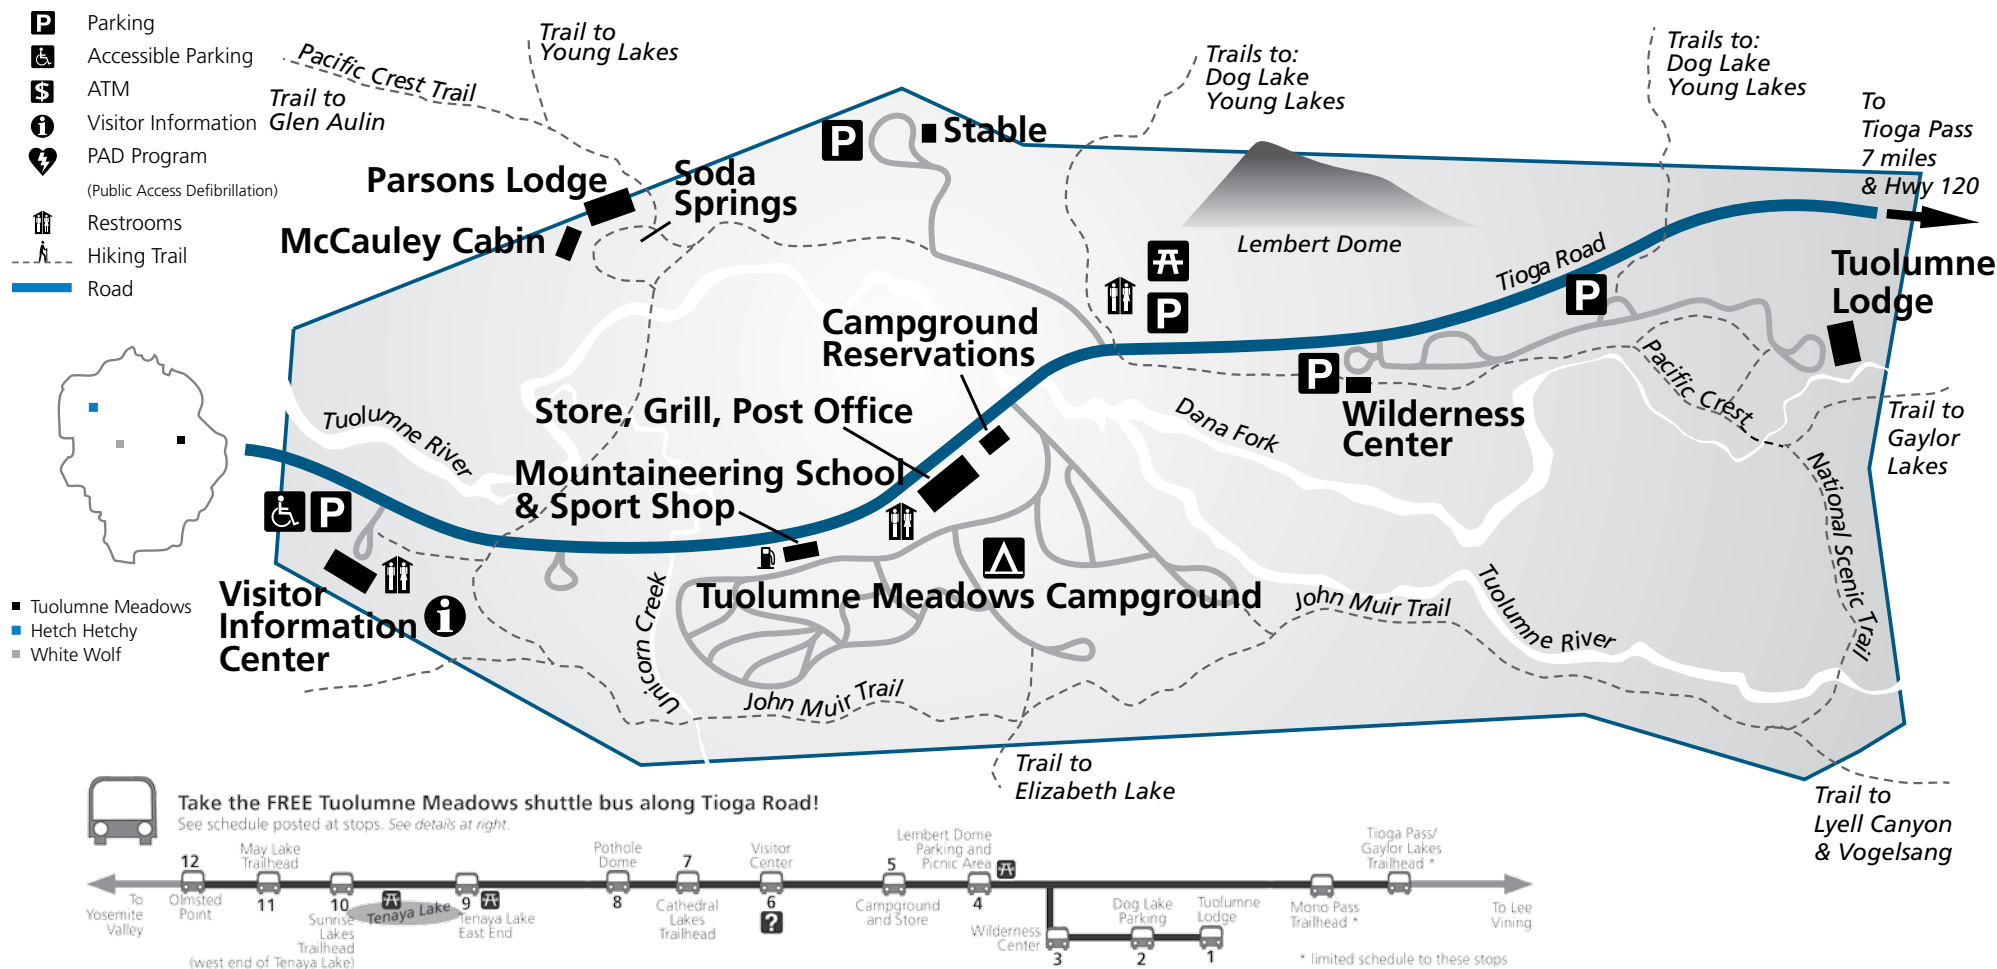 P Parking
Accessible Parking
$ ATM
i Visitor Information
PAD Program
(Public Access Defibrillation)
Restrooms
Hiking Trail
Road
Pacific Crest Trail
Trail to
Glen Aulin
Trail to
Young Lakes
Trails to:
Dog Lake
Young Lakes
Trails to:
Dog Lake
Young Lakes
To
Tioga Pass
7 miles
& Hwy 120
P
Stable
Parsons Lodge
Soda
Springs
McCauley Cabin
Lembert Dome
Tioga Road
P
P
Tuolumne
Lodge
Campground
Reservations
P
Wilderness
Center
Pacific Crest
National Scenic Trail
Trail to
Gaylor
Lakes
Store, Grill, Post Office
Dana Fork
Tuolumne River
Mountaineering School
& Sport Shop
P
Visitor
Information
Center
i
Tuolumne Meadows Campground
Unicorn Creek
John Muir Trail
John Muir Trail
Tuolumne River
Tuolumne Meadows
Hetch Hetchy
White Wolf
Trail to
Elizabeth Lake
Trail to
Lyell Canyon
& Vogelsang
Take the FREE Tuolumne Meadows shuttle bus along Tioga Road!
See schedule posted at stops. See details at right.
To
Yosemite
Valley
12
Olmsted
Point
May Lake
Trailhead
11
10
Sunrise
Lakes
Trailhead
(west end of Tenaya Lake)
Tenaya Lake
9
Tenaya Lake
East End
Pothole
Dome
8
7
Cathedral
Lakes
Trailhead
Visitor
Center
6
?
5
Campground
and Store
Lembert Dome
Parking and
Picnic Area
4
Wilderness
Center
3
Dog Lake
Parking
2
Tuolumne
Lodge
1
Mono Pass
Trailhead *
Tioga Pass/
Gaylor Lakes
Trailhead *
To Lee
Vining
* limited schedule to these stops